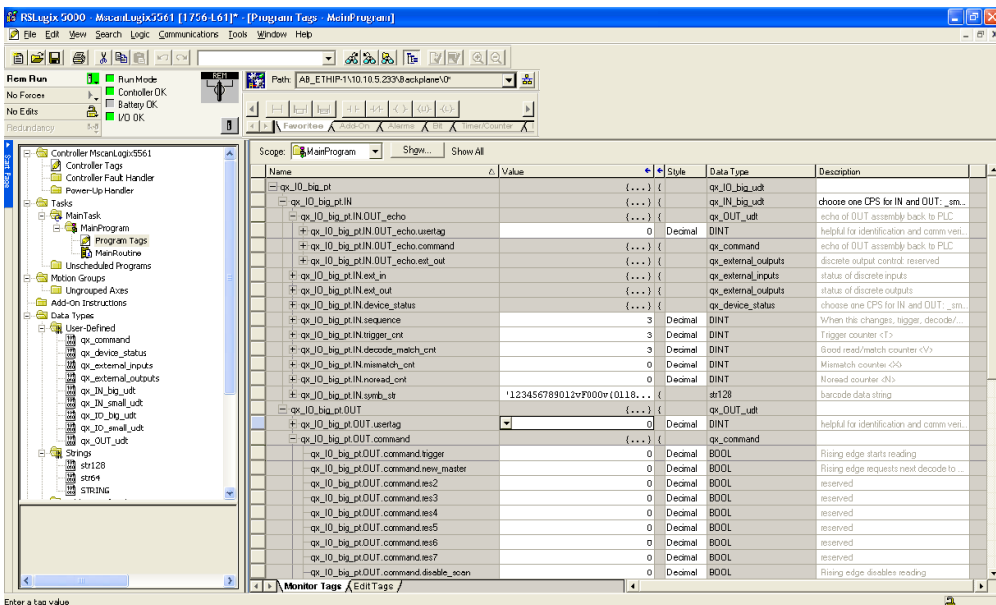 RSLogix 5000 - MscanLogix5561 [1756-L61]* - [Program Tags - MainProgram]
File Edit View Search Logic Communications Tools Window Help
Rem Run
Run Mode
REM
Path: AB_ETHIP-1\10.10.5.233\Backplane\0*
No Forces
Controller OK
Battery OK
No Edits
I/O OK
Redundancy
Favorites Add-On Alarms Bit Timer/Counter
Start Page
Controller MscanLogix5561
Controller Tags
Controller Fault Handler
Power-Up Handler
Tasks
MainTask
MainProgram
Program Tags
MainRoutine
Unscheduled Programs
Motion Groups
Ungrouped Axes
Add-On Instructions
Data Types
User-Defined
qx_command
qx_device_status
qx_external_inputs
qx_external_outputs
qx_IN_big_udt
qx_IN_small_udt
qx_IO_big_udt
qx_IO_small_udt
qx_OUT_udt
Strings
str128
str64
STRING
Scope: MainProgram Show... Show All
Name Value Style Data Type Description
qx_IO_big_pt {...} { qx_IO_big_udt
qx_IO_big_pt.IN {...} { qx_IN_big_udt choose one CPS for IN and OUT: _sm...
qx_IO_big_pt.IN.OUT_echo {...} { qx_OUT_udt echo of OUT assembly back to PLC
qx_IO_big_pt.IN.OUT_echo.usertag 0 Decimal DINT helpful for identification and comm veri...
qx_IO_big_pt.IN.OUT_echo.command {...} { qx_command echo of OUT assembly back to PLC
qx_IO_big_pt.IN.OUT_echo.ext_out {...} { qx_external_outputs discrete output control: reserved
qx_IO_big_pt.IN.ext_in {...} { qx_external_inputs status of discrete inputs
qx_IO_big_pt.IN.ext_out {...} { qx_external_outputs status of discrete outputs
qx_IO_big_pt.IN.device_status {...} { qx_device_status choose one CPS for IN and OUT: _sm...
qx_IO_big_pt.IN.sequence 3 Decimal DINT When this changes, trigger, decode/...
qx_IO_big_pt.IN.trigger_cnt 3 Decimal DINT Trigger counter <T>
qx_IO_big_pt.IN.decode_match_cnt 3 Decimal DINT Good read/match counter <V>
qx_IO_big_pt.IN.mismatch_cnt 0 Decimal DINT Mismatch counter <X>
qx_IO_big_pt.IN.noread_cnt 0 Decimal DINT Noread counter <N>
qx_IO_big_pt.IN.symb_str '123456789012vF000v(0118... { str128 barcode data string
qx_IO_big_pt.OUT {...} { qx_OUT_udt
qx_IO_big_pt.OUT.usertag 0 Decimal DINT helpful for identification and comm veri...
qx_IO_big_pt.OUT.command {...} { qx_command
qx_IO_big_pt.OUT.command.trigger 0 Decimal BOOL Rising edge starts reading
qx_IO_big_pt.OUT.command.new_master 0 Decimal BOOL Rising edge requests next decode to ...
qx_IO_big_pt.OUT.command.res2 0 Decimal BOOL reserved
qx_IO_big_pt.OUT.command.res3 0 Decimal BOOL reserved
qx_IO_big_pt.OUT.command.res4 0 Decimal BOOL reserved
qx_IO_big_pt.OUT.command.res5 0 Decimal BOOL reserved
qx_IO_big_pt.OUT.command.res6 0 Decimal BOOL reserved
qx_IO_big_pt.OUT.command.res7 0 Decimal BOOL reserved
qx_IO_big_pt.OUT.command.disable_scan 0 Decimal BOOL Rising edge disables reading
Monitor Tags Edit Tags
Enter a tag value